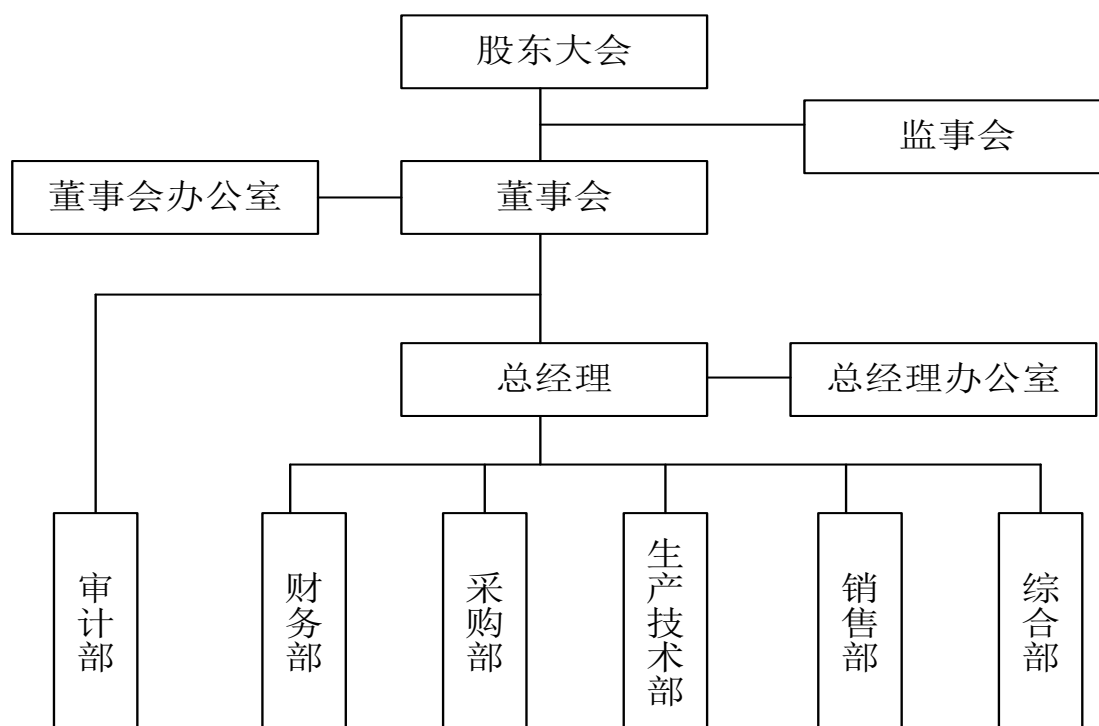 股东大会
监事会
董事会办公室
董事会
总经理
总经理办公室
审计部
财务部
采购部
生产技术部
销售部
综合部